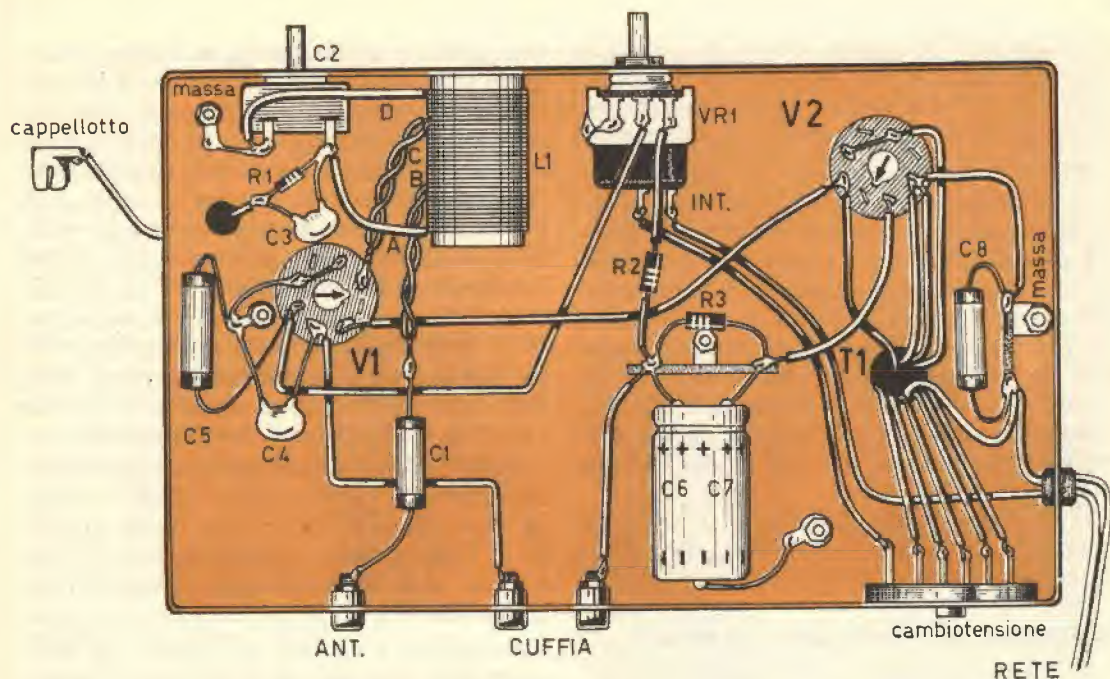 C2
massa
cappellotto
D
VR1
V2
C
L1
R1
B
INT.
C3
A
C8
massa
R2
R3
V1
T1
C5
C4
C1
+ + + +
C6 C7
- - - -
ANT.
CUFFIA
cambiotensione
RETE